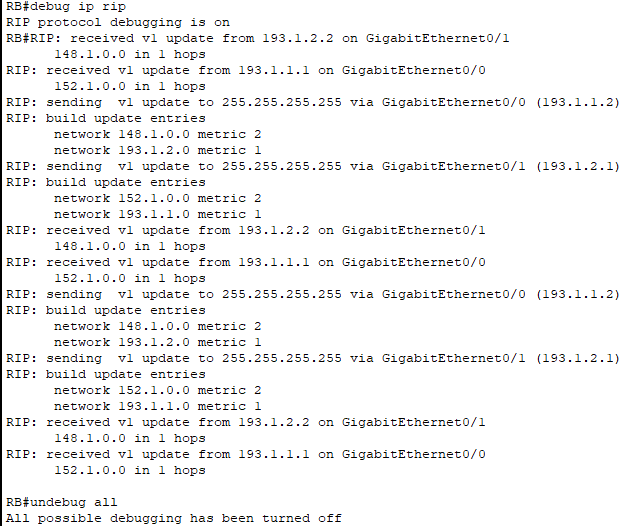 RB#debug ip rip
RIP protocol debugging is on
RB#RIP: received v1 update from 193.1.2.2 on GigabitEthernet0/1
      148.1.0.0 in 1 hops
RIP: received v1 update from 193.1.1.1 on GigabitEthernet0/0
      152.1.0.0 in 1 hops
RIP: sending  v1 update to 255.255.255.255 via GigabitEthernet0/0 (193.1.1.2)
RIP: build update entries
      network 148.1.0.0 metric 2
      network 193.1.2.0 metric 1
RIP: sending  v1 update to 255.255.255.255 via GigabitEthernet0/1 (193.1.2.1)
RIP: build update entries
      network 152.1.0.0 metric 2
      network 193.1.1.0 metric 1
RIP: received v1 update from 193.1.2.2 on GigabitEthernet0/1
      148.1.0.0 in 1 hops
RIP: received v1 update from 193.1.1.1 on GigabitEthernet0/0
      152.1.0.0 in 1 hops
RIP: sending  v1 update to 255.255.255.255 via GigabitEthernet0/0 (193.1.1.2)
RIP: build update entries
      network 148.1.0.0 metric 2
      network 193.1.2.0 metric 1
RIP: sending  v1 update to 255.255.255.255 via GigabitEthernet0/1 (193.1.2.1)
RIP: build update entries
      network 152.1.0.0 metric 2
      network 193.1.1.0 metric 1
RIP: received v1 update from 193.1.2.2 on GigabitEthernet0/1
      148.1.0.0 in 1 hops
RIP: received v1 update from 193.1.1.1 on GigabitEthernet0/0
      152.1.0.0 in 1 hops

RB#undebug all
All possible debugging has been turned off